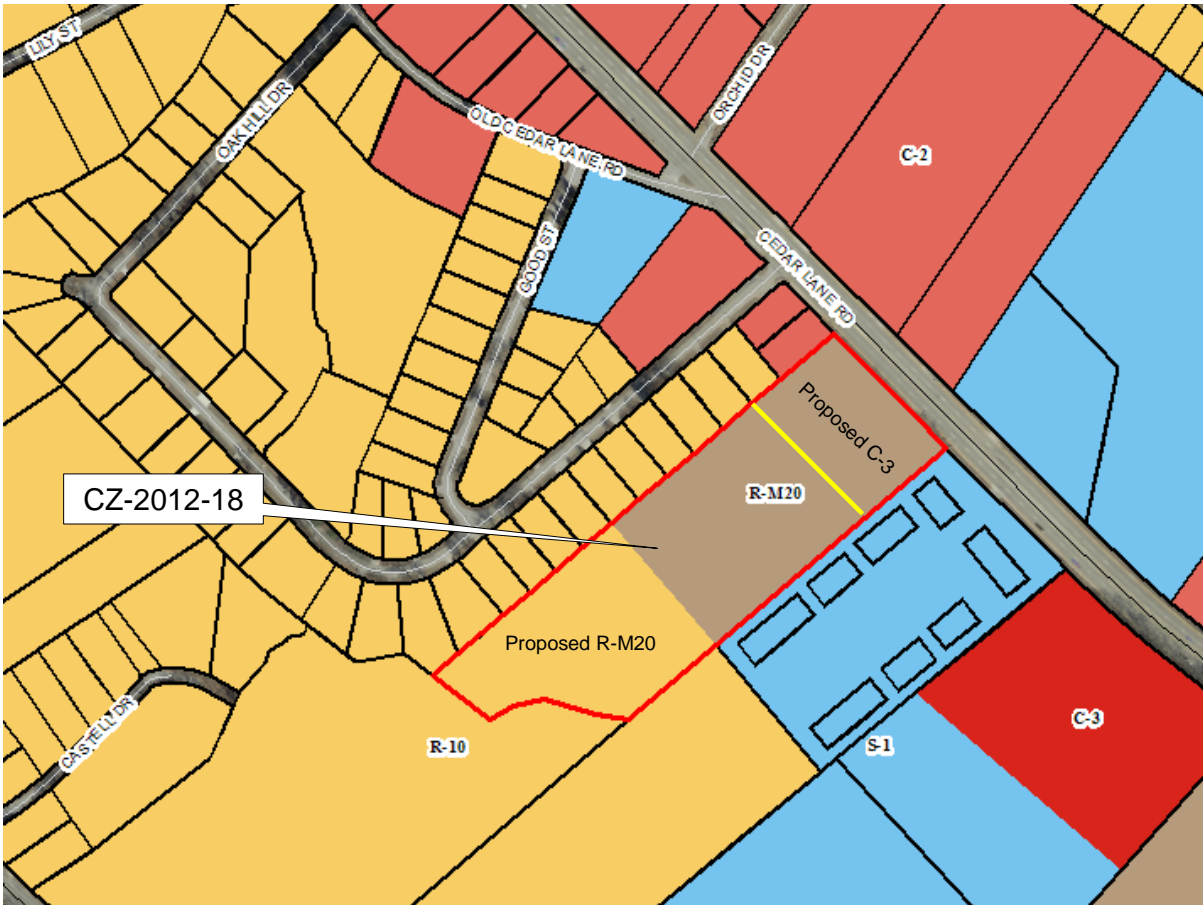 LILY ST
OAK HILL DR
OLD CEDAR LANE RD
ORCHID DR
C-2
GOOD ST
CEDAR LANE RD
Proposed C-3
R-M20
CZ-2012-18
Proposed R-M20
CASTELL DR
R-10
S-1
C-3